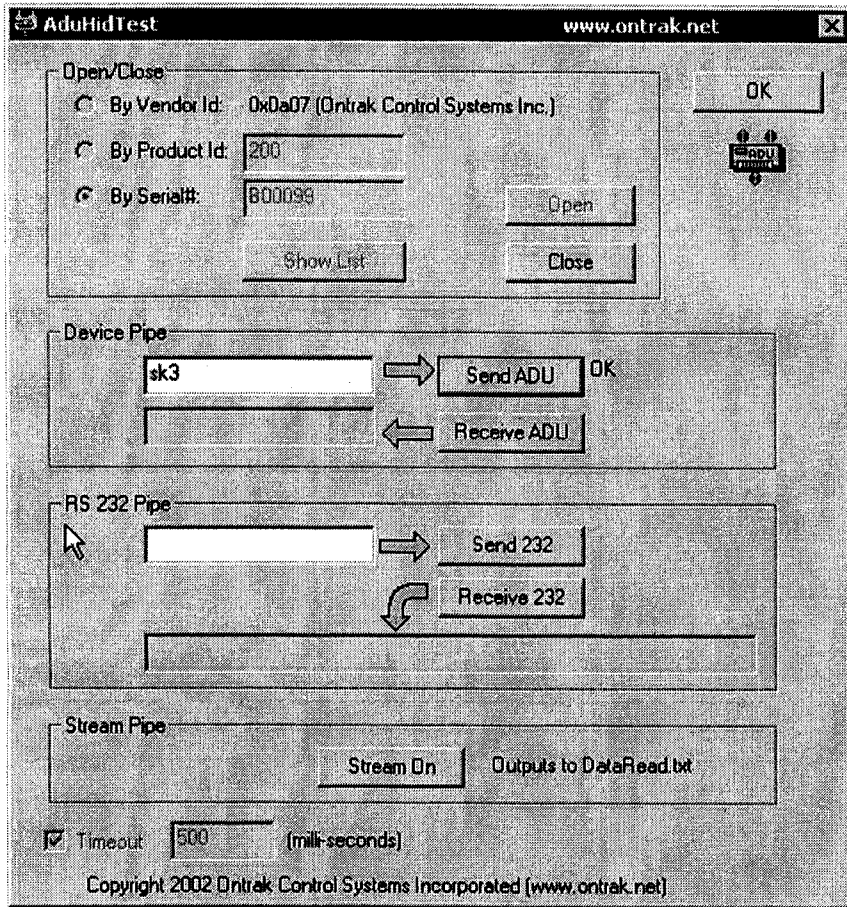 AduHidTest www.ontrak.net
Open/Close
By Vendor Id: 0x0a07 (Ontrak Control Systems Inc.)
OK
By Product Id: 200
ADU
By Serial#: B00099
Open
Show List
Close
Device Pipe
sk3
Send ADU
OK
Receive ADU
RS 232 Pipe
Send 232
Receive 232
Stream Pipe
Stream On
Outputs to DataRead.txt
Timeout 500 (milli-seconds)
Copyright 2002 Ontrak Control Systems Incorporated (www.ontrak.net)